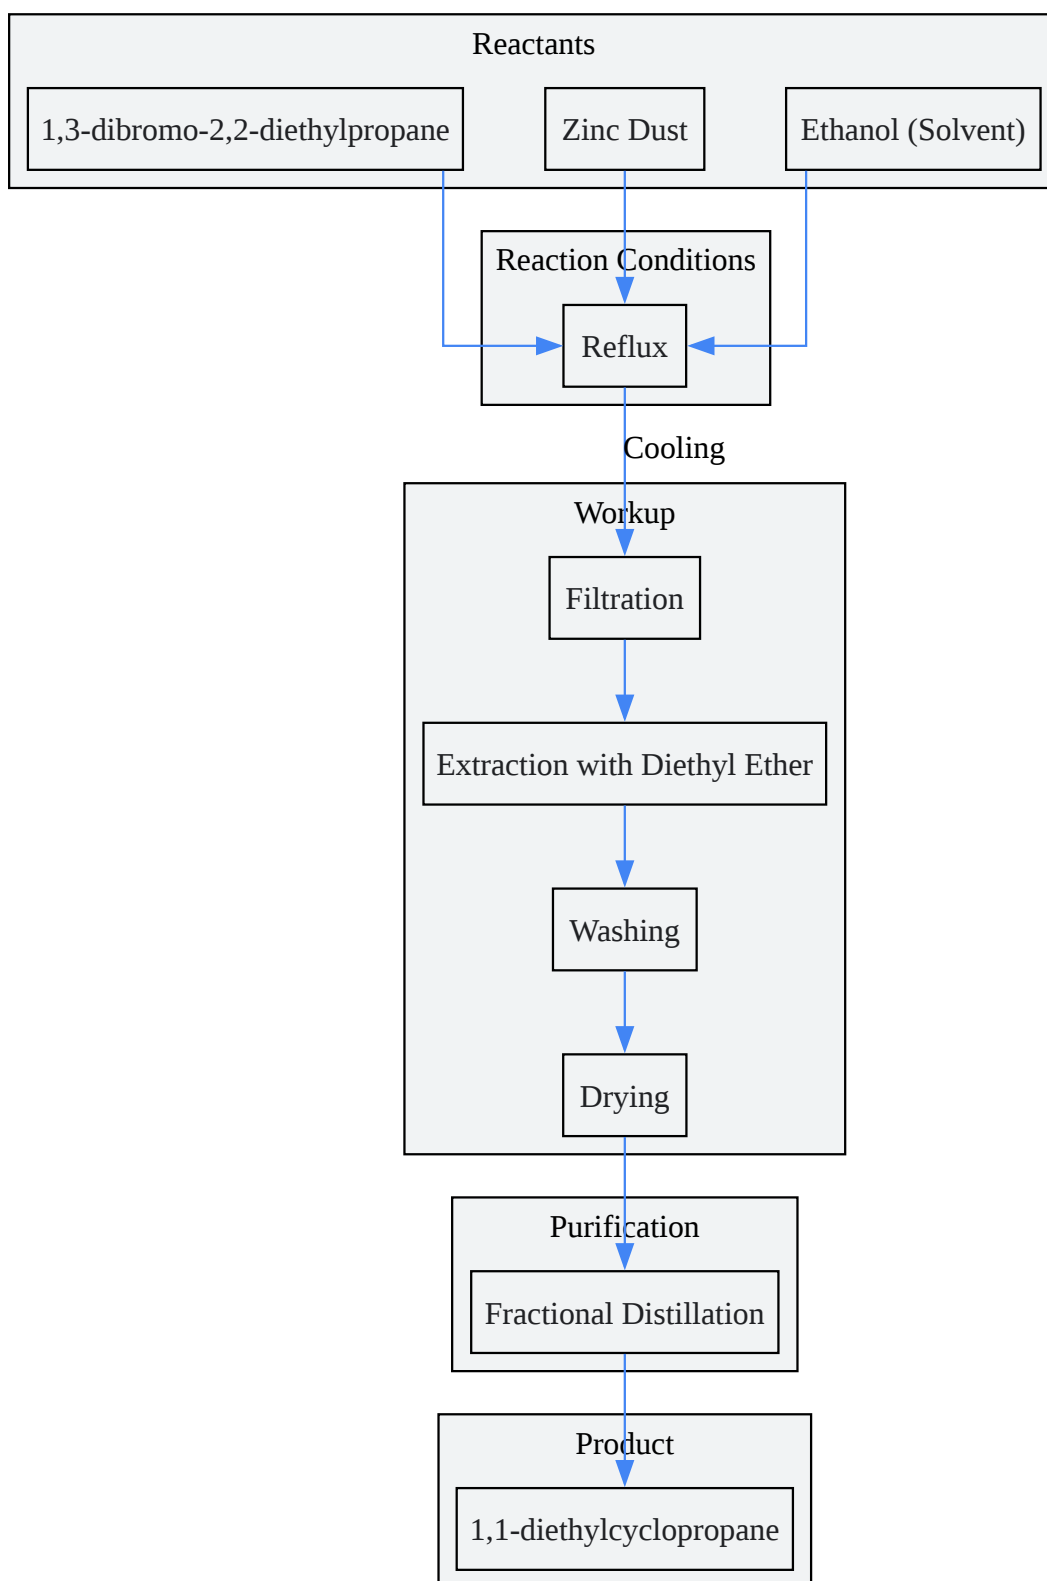 Reactants
1,3-dibromo-2,2-diethylpropane
Zinc Dust
Ethanol (Solvent)
Reaction Conditions
Reflux
Cooling
Workup
Filtration
Extraction with Diethyl Ether
Washing
Drying
Purification
Fractional Distillation
Product
1,1-diethylcyclopropane